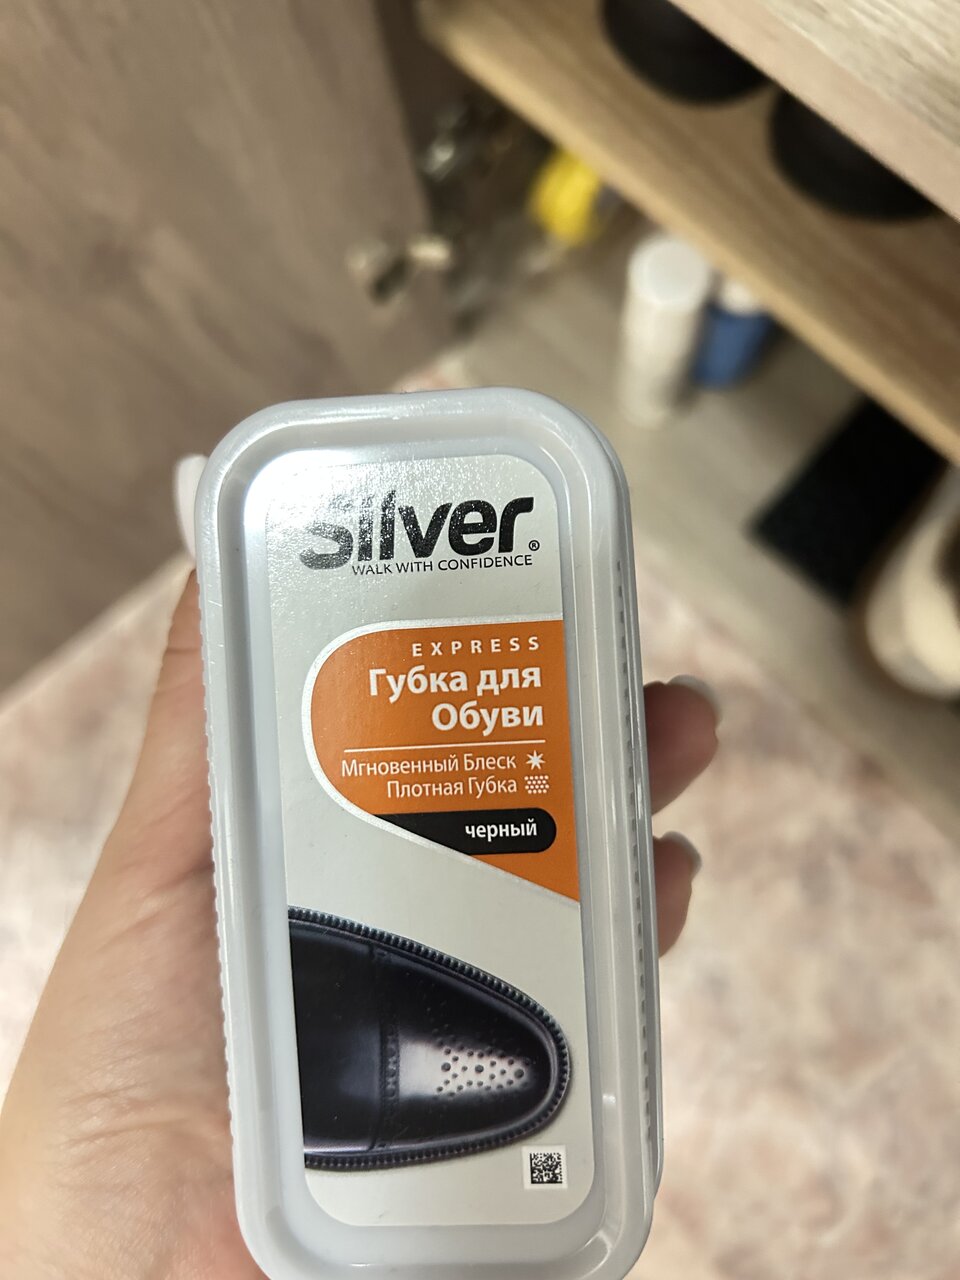 Silver®
WALK WITH CONFIDENCE
EXPRESS
Губка для
Обуви
Мгновенный Блеск
Плотная Губка
черный